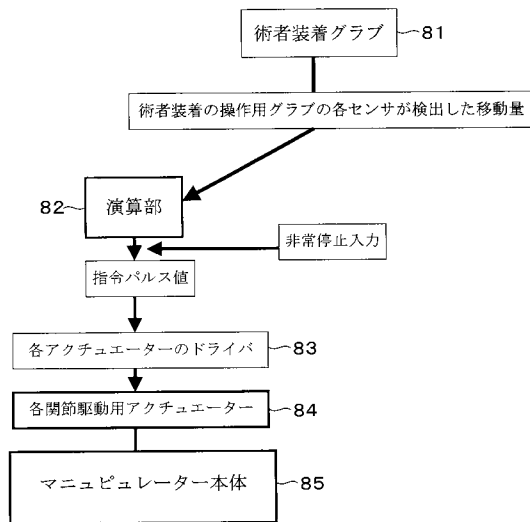 術者装着グラブ 81
術者装着の操作用グラブの各センサが検出した移動量
82 演算部
非常停止入力
指令パルス値
各アクチュエーターのドライバ 83
各関節駆動用アクチュエーター 84
マニュピュレーター本体 85